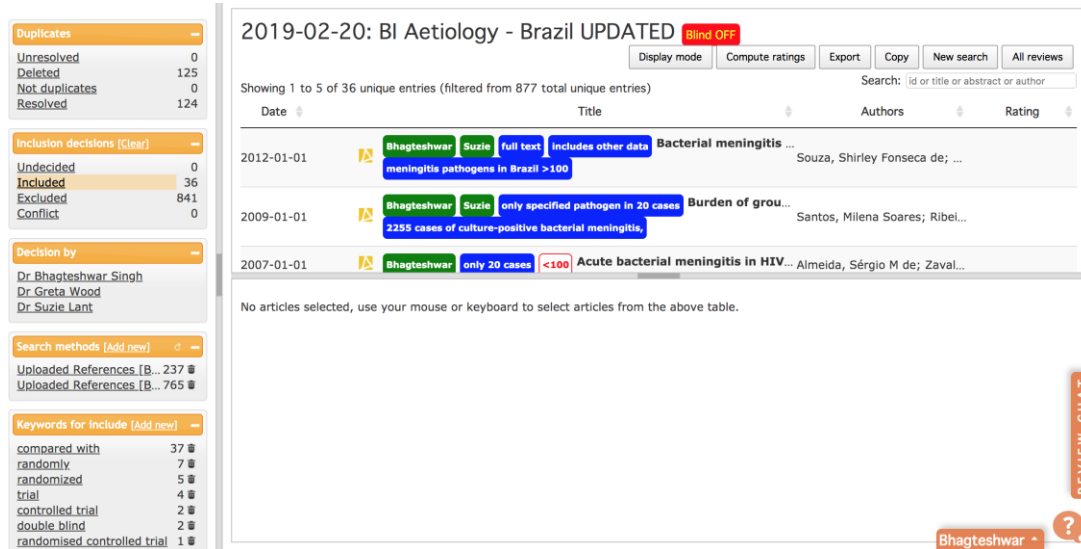 Duplicates
Unresolved 0
Deleted 125
Not duplicates 0
Resolved 124
Inclusion decisions [Clear]
Undecided 0
Included 36
Excluded 841
Conflict 0
Decision by
Dr Bhagteshwar Singh
Dr Greta Wood
Dr Suzie Lant
Search methods [Add new]
Uploaded References [B... 237
Uploaded References [B... 765
Keywords for include [Add new]
compared with 37
randomly 7
randomized 5
trial 4
controlled trial 2
double blind 2
randomised controlled trial 1
2019-02-20: BI Aetiology - Brazil UPDATED Blind OFF
Display mode Compute ratings Export Copy New search All reviews
Showing 1 to 5 of 36 unique entries (filtered from 877 total unique entries)
Search: id or title or abstract or author
Date Title Authors Rating
2012-01-01 Bhagteshwar Suzie full text includes other data Bacterial meningitis ... Souza, Shirley Fonseca de; ...
meningitis pathogens in Brazil >100
2009-01-01 Bhagteshwar Suzie only specified pathogen in 20 cases Burden of grou... Santos, Milena Soares; Ribei...
2255 cases of culture-positive bacterial meningitis,
2007-01-01 Bhagteshwar only 20 cases <100 Acute bacterial meningitis in HIV... Almeida, Sérgio M de; Zaval...
No articles selected, use your mouse or keyboard to select articles from the above table.
REVIEW CHAT
?
Bhagteshwar